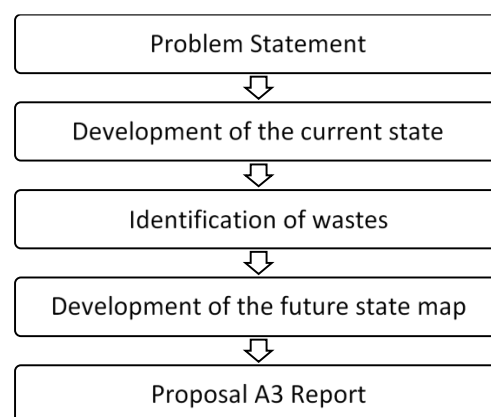 Problem Statement
Development of the current state
Identification of wastes
Development of the future state map
Proposal A3 Report